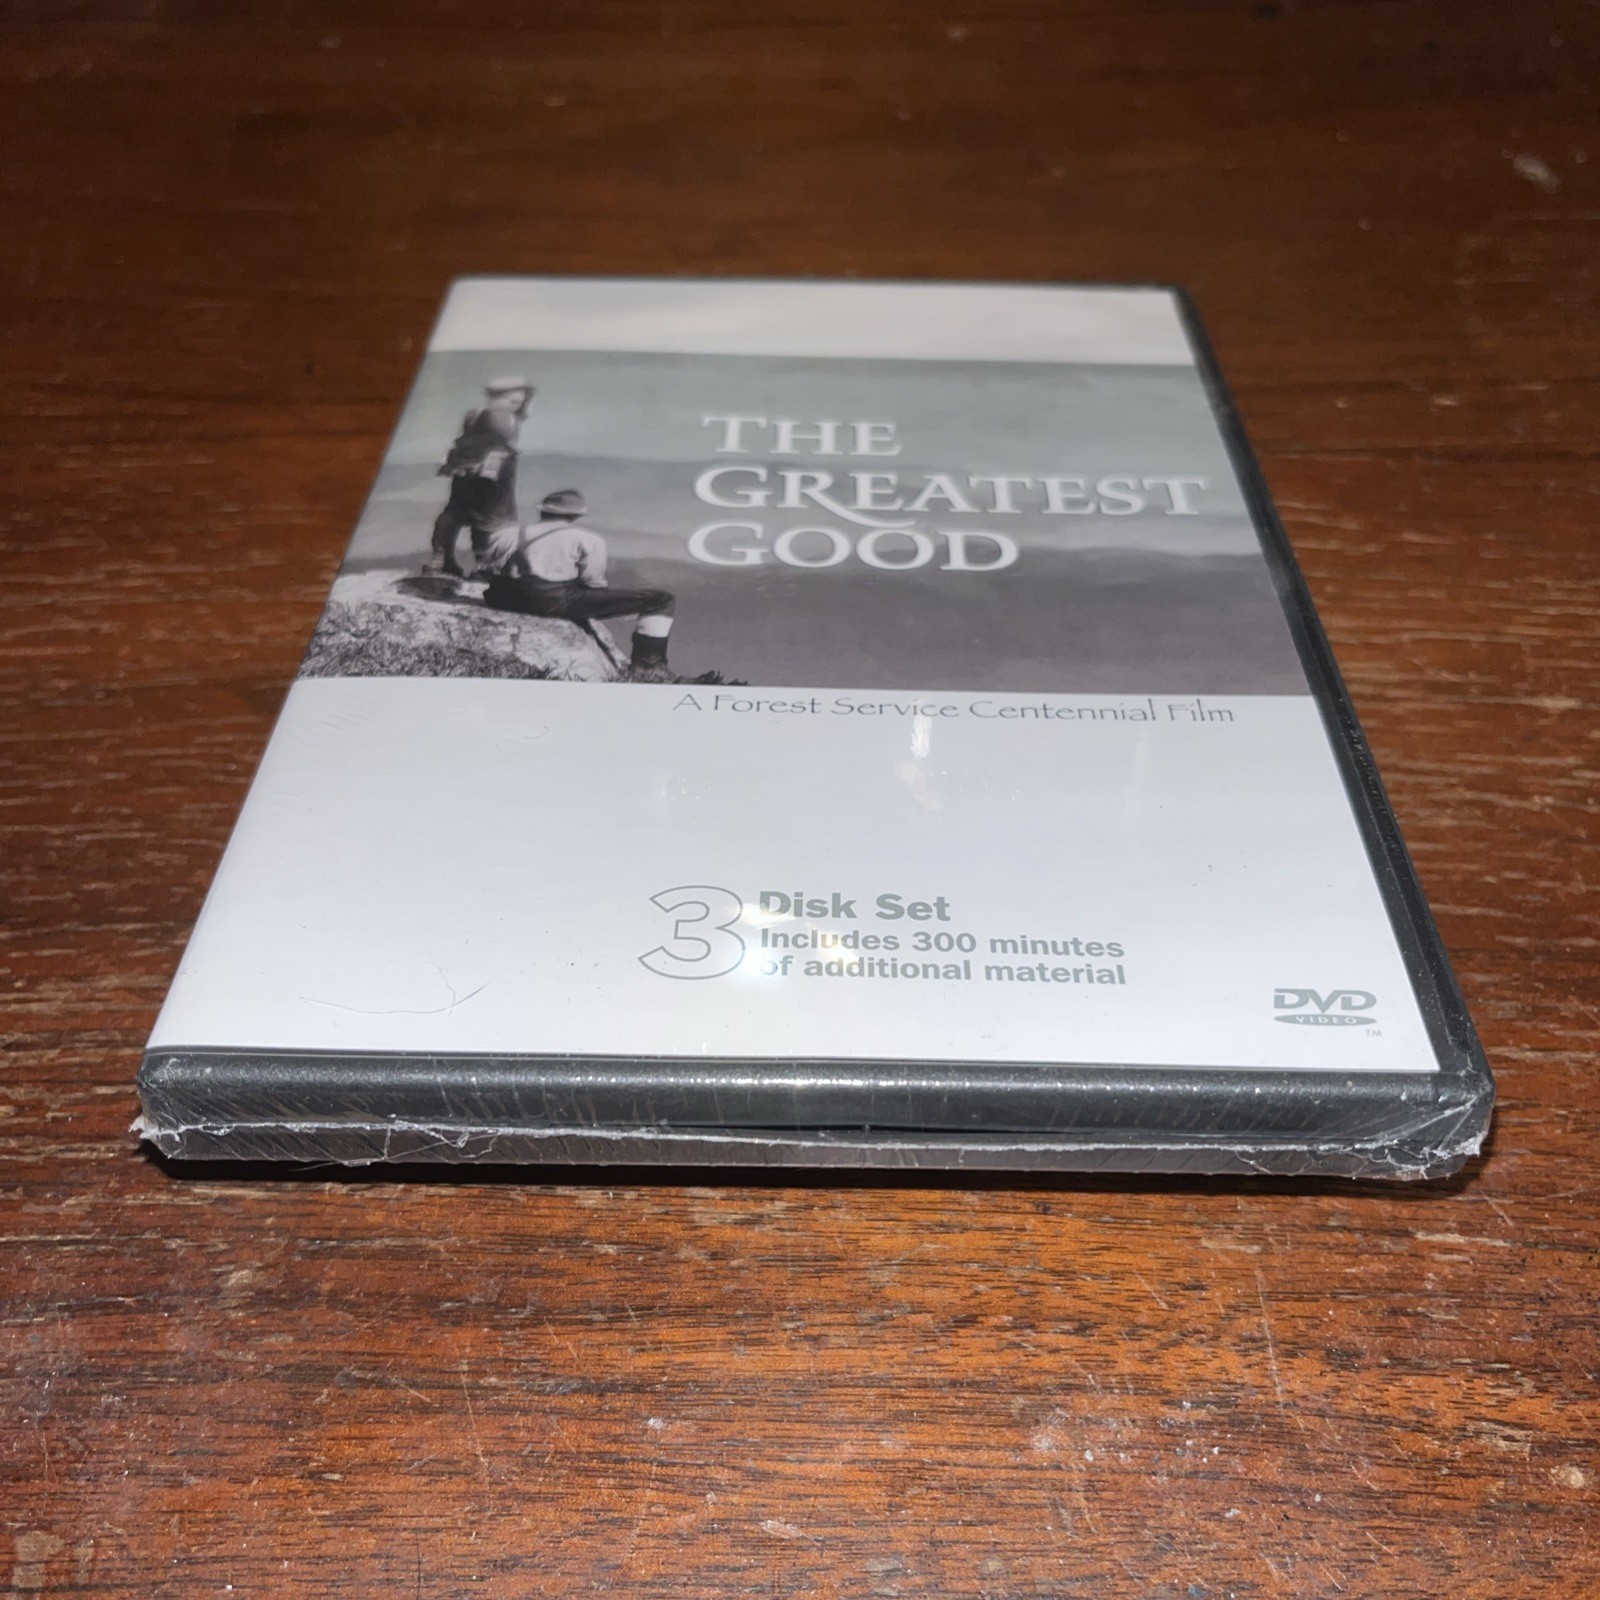 THE
GREATEST
GOOD
A Forest Service Centennial Film
3 Disk Set
Includes 300 minutes
of additional material
DVD
VIDEO
TM